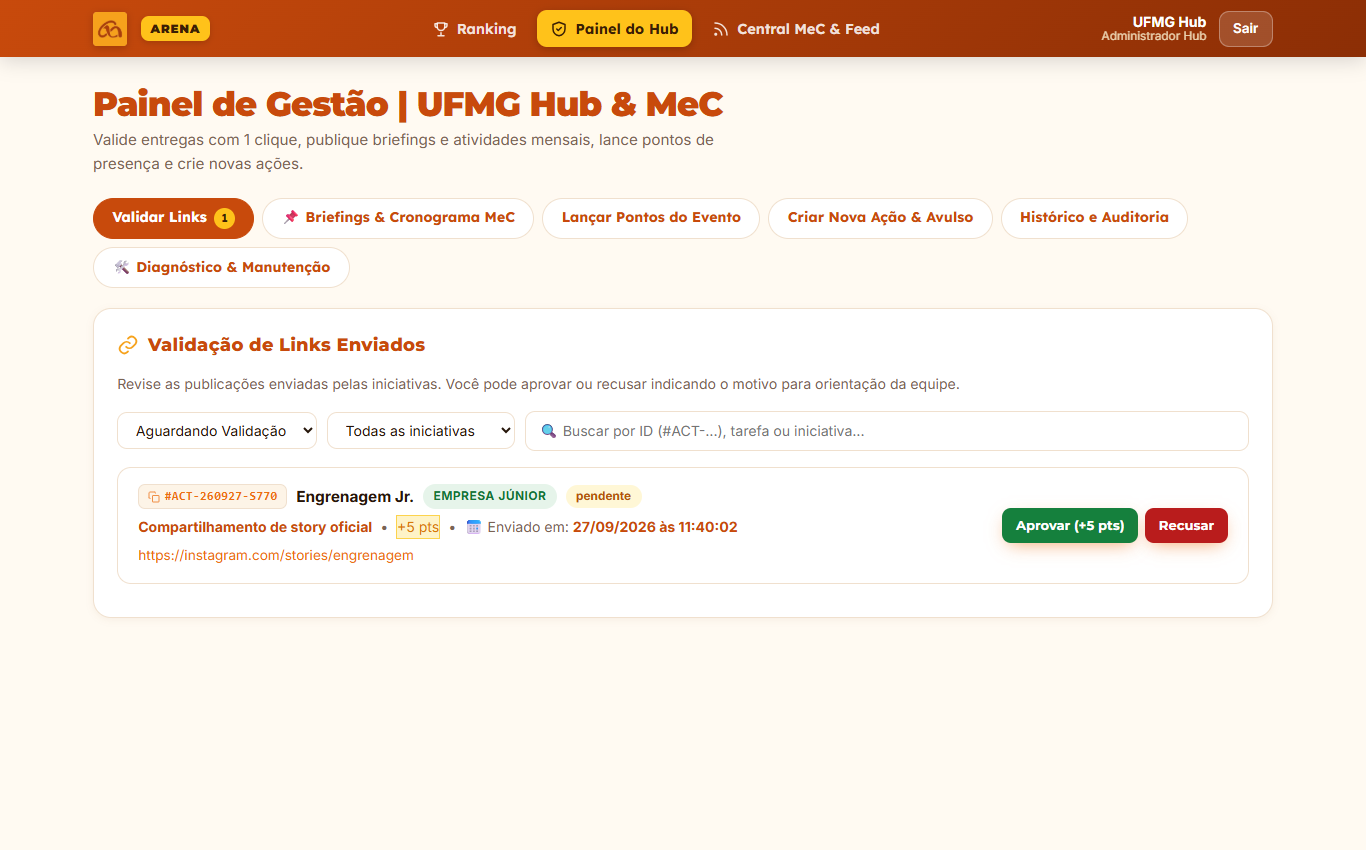 ARENA
Ranking
Painel do Hub
Central MeC & Feed
UFMG Hub
Administrador Hub
Sair
Painel de Gestão | UFMG Hub & MeC
Valide entregas com 1 clique, publique briefings e atividades mensais, lance pontos de
presença e crie novas ações.
Validar Links 1
Briefings & Cronograma MeC
Lançar Pontos do Evento
Criar Nova Ação & Avulso
Histórico e Auditoria
Diagnóstico & Manutenção
Validação de Links Enviados
Revise as publicações enviadas pelas iniciativas. Você pode aprovar ou recusar indicando o motivo para orientação da equipe.
Aguardando Validação
Todas as iniciativas
Buscar por ID (#ACT-...), tarefa ou iniciativa...
#ACT-260927-S770 Engrenagem Jr. EMPRESA JÚNIOR pendente
Compartilhamento de story oficial • +5 pts • Enviado em: 27/09/2026 às 11:40:02
https://instagram.com/stories/engrenagem
Aprovar (+5 pts)
Recusar